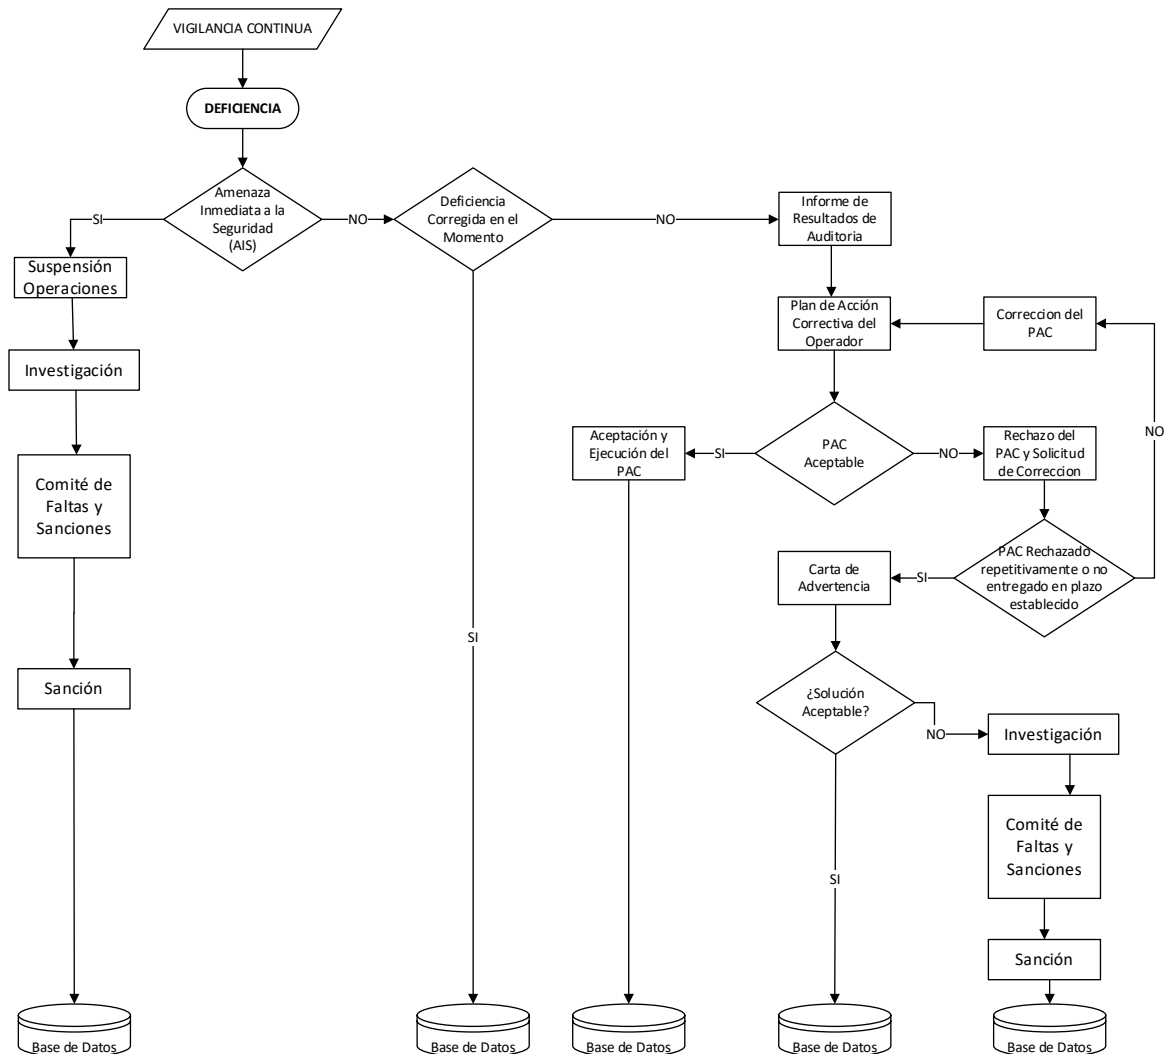 VIGILANCIA CONTINUA
DEFICIENCIA
Amenaza
Inmediata a la
Seguridad
(AIS)
SI
NO
Deficiencia
Corregida en el
Momento
NO
Informe de
Resultados de
Auditoria
Suspensión
Operaciones
Plan de Acción
Correctiva del
Operador
Correccion del
PAC
Investigación
NO
Aceptación y
Ejecución del
PAC
SI
PAC
Aceptable
NO
Rechazo del
PAC y Solicitud
de Correccion
Comité de
Faltas y
Sanciones
PAC Rechazado
repetitivamente o no
entregado en plazo
establecido
SI
Carta de
Advertencia
SI
Sanción
¿Solución
Aceptable?
NO
Investigación
Comité de
Faltas y
Sanciones
SI
Sanción
Base de Datos
Base de Datos
Base de Datos
Base de Datos
Base de Datos